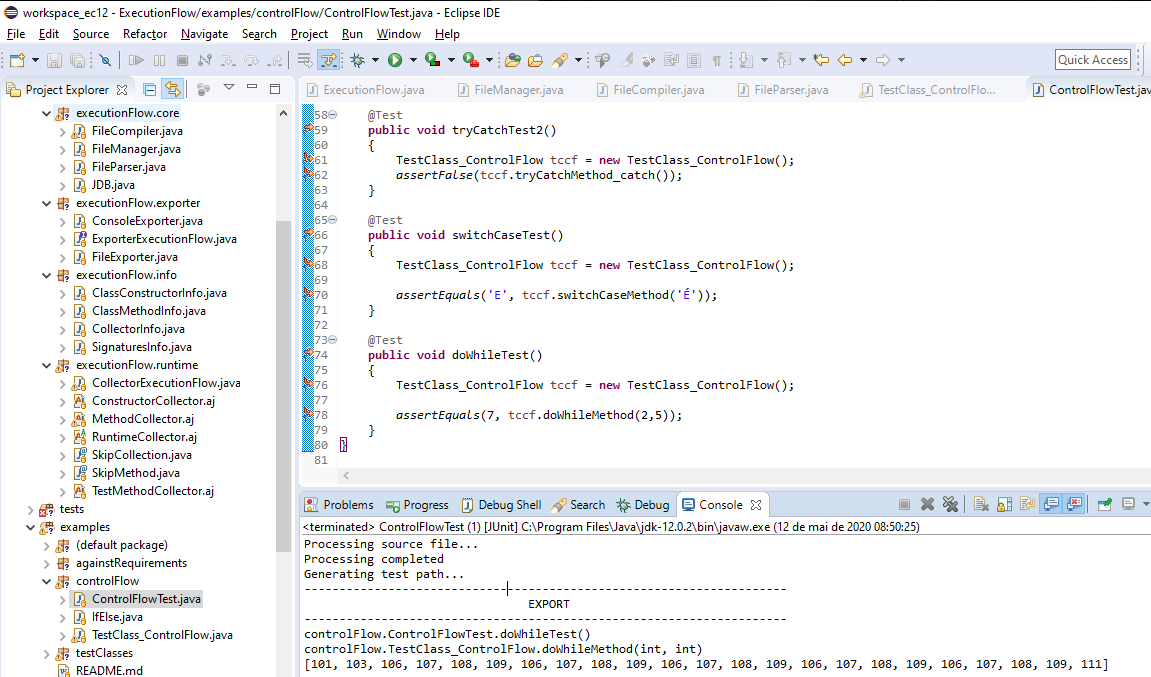 workspace_ec12 - ExecutionFlow/examples/controlFlow/ControlFlowTest.java - Eclipse IDE
File Edit Source Refactor Navigate Search Project Run Window Help
Quick Access
Project Explorer
ExecutionFlow.java FileManager.java FileCompiler.java FileParser.java TestClass_ControlFlo... ControlFlowTest.jav
executionFlow.core
FileCompiler.java
FileManager.java
FileParser.java
JDB.java
executionFlow.exporter
ConsoleExporter.java
ExporterExecutionFlow.java
FileExporter.java
executionFlow.info
ClassConstructorInfo.java
ClassMethodInfo.java
CollectorInfo.java
SignaturesInfo.java
executionFlow.runtime
CollectorExecutionFlow.java
ConstructorCollector.aj
MethodCollector.aj
RuntimeCollector.aj
SkipCollection.java
SkipMethod.java
TestMethodCollector.aj
tests
examples
(default package)
againstRequirements
controlFlow
ControlFlowTest.java
IfElse.java
TestClass_ControlFlow.java
testClasses
README.md
58 @Test
59 public void tryCatchTest2()
60 {
61 TestClass_ControlFlow tccf = new TestClass_ControlFlow();
62 assertFalse(tccf.tryCatchMethod_catch());
63 }
64
65 @Test
66 public void switchCaseTest()
67 {
68 TestClass_ControlFlow tccf = new TestClass_ControlFlow();
69
70 assertEquals('E', tccf.switchCaseMethod('É'));
71 }
72
73 @Test
74 public void doWhileTest()
75 {
76 TestClass_ControlFlow tccf = new TestClass_ControlFlow();
77
78 assertEquals(7, tccf.doWhileMethod(2,5));
79 }
80 }
81
Problems Progress Debug Shell Search Debug Console
<terminated> ControlFlowTest (1) [JUnit] C:\Program Files\Java\jdk-12.0.2\bin\javaw.exe (12 de mai de 2020 08:50:25)
Processing source file...
Processing completed
Generating test path...
---------------------------------------------------------------------
EXPORT
---------------------------------------------------------------------
controlFlow.ControlFlowTest.doWhileTest()
controlFlow.TestClass_ControlFlow.doWhileMethod(int, int)
[101, 103, 106, 107, 108, 109, 106, 107, 108, 109, 106, 107, 108, 109, 106, 107, 108, 109, 106, 107, 108, 109, 111]